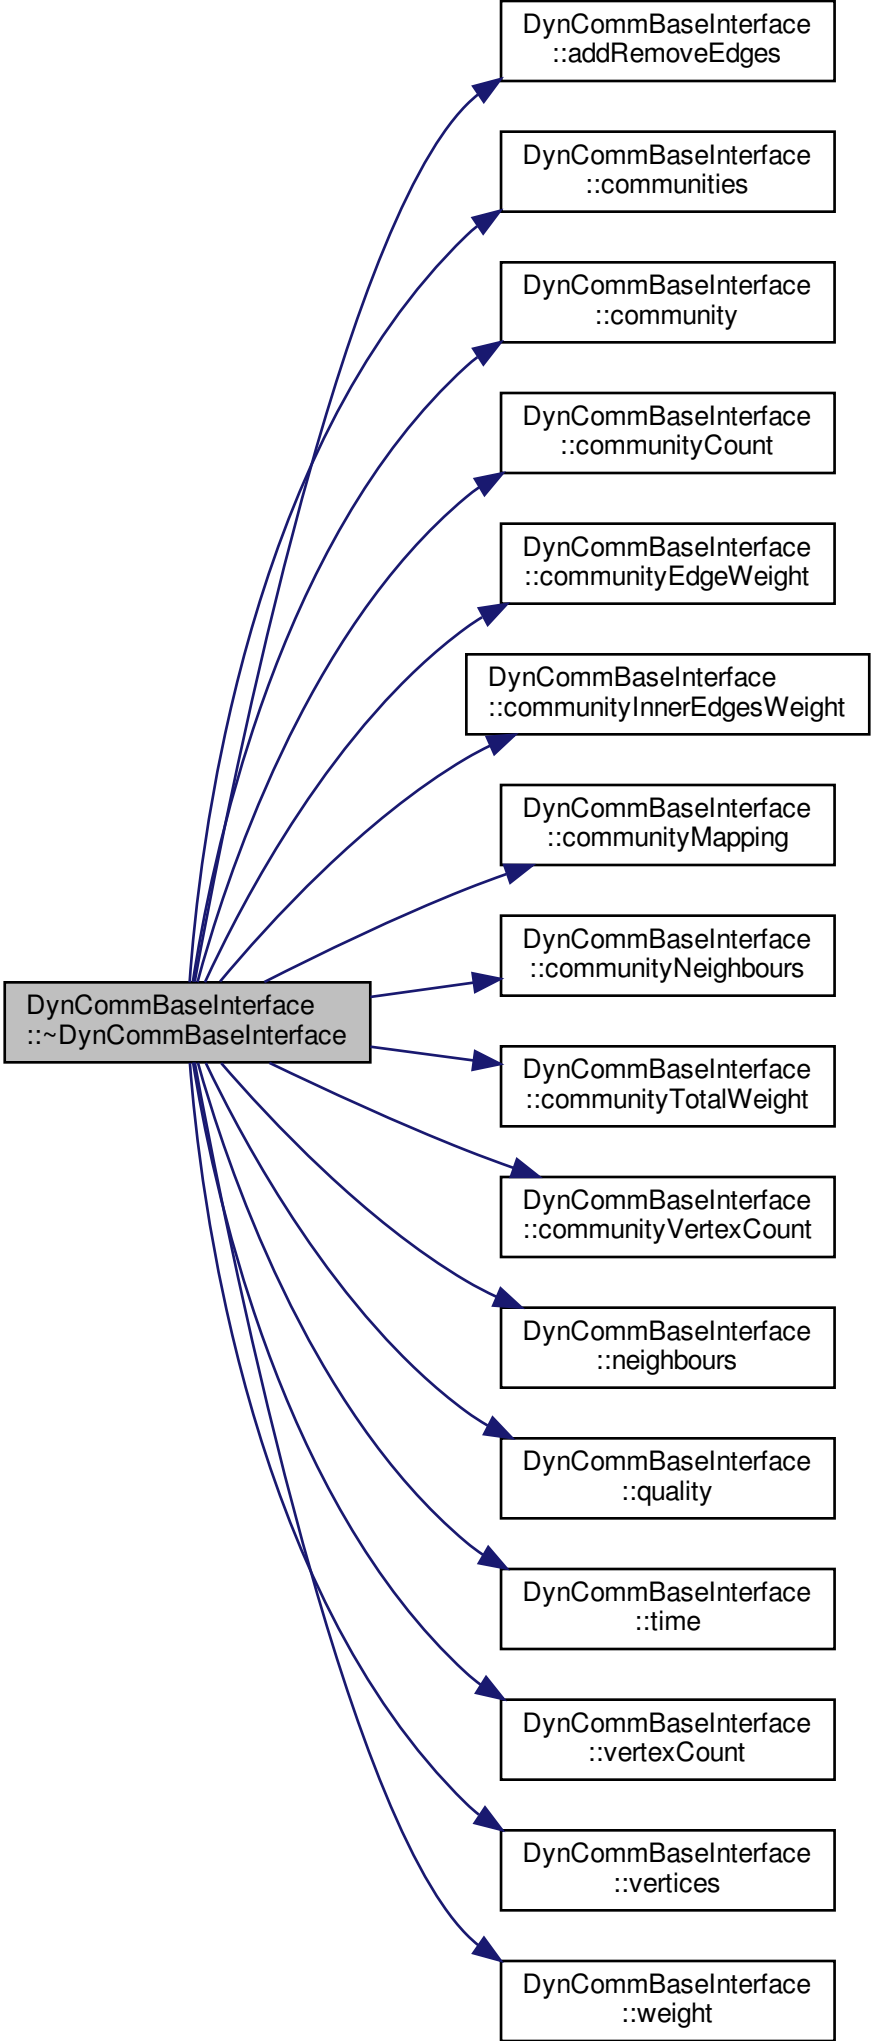 DynCommBaseInterface
::addRemoveEdges
DynCommBaseInterface
::communities
DynCommBaseInterface
::community
DynCommBaseInterface
::communityCount
DynCommBaseInterface
::communityEdgeWeight
DynCommBaseInterface
::communityInnerEdgesWeight
DynCommBaseInterface
::communityMapping
DynCommBaseInterface
::communityNeighbours
DynCommBaseInterface
::~DynCommBaseInterface
DynCommBaseInterface
::communityTotalWeight
DynCommBaseInterface
::communityVertexCount
DynCommBaseInterface
::neighbours
DynCommBaseInterface
::quality
DynCommBaseInterface
::time
DynCommBaseInterface
::vertexCount
DynCommBaseInterface
::vertices
DynCommBaseInterface
::weight